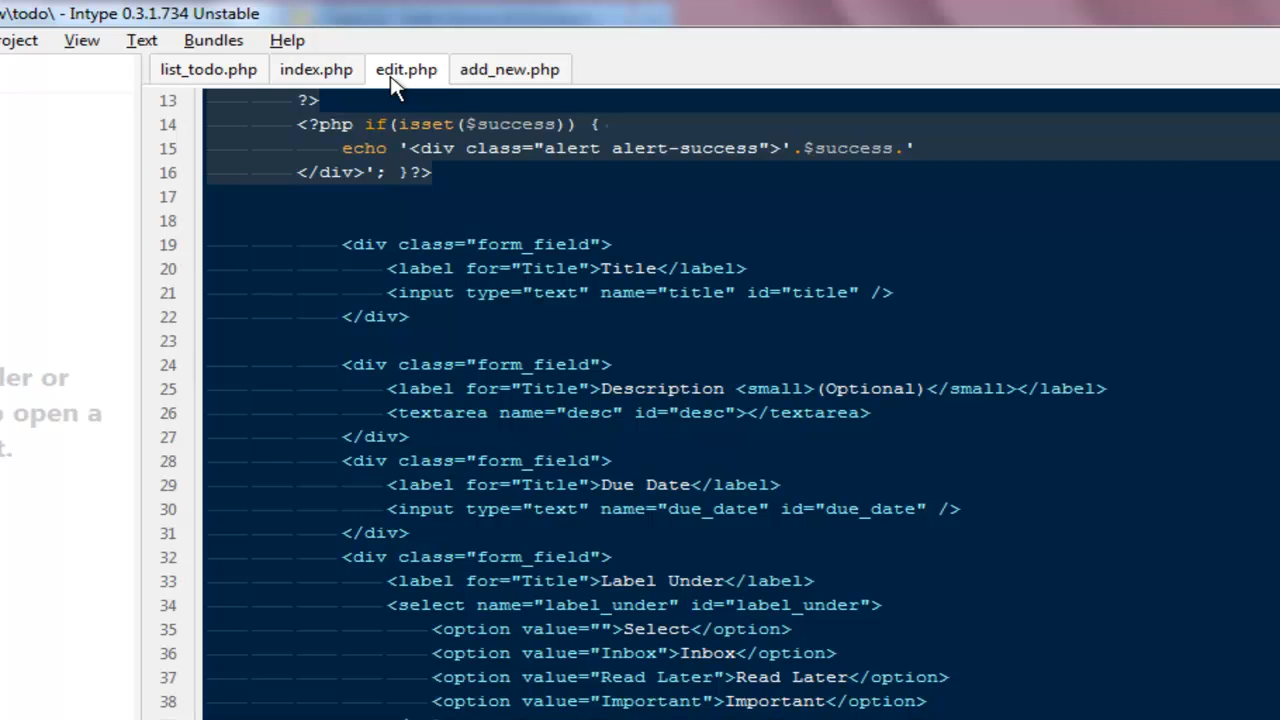 w\todo\ - Intype 0.3.1.734 Unstable
roject View Text Bundles Help
list_todo.php index.php edit.php add_new.php
13 ?>
14 <?php if(isset($success)) {
15 echo '<div class="alert alert-success">'.$success.'
16 </div>'; }?>
17
18
19 <div class="form_field">
20 <label for="Title">Title</label>
21 <input type="text" name="title" id="title" />
22 </div>
23
24 <div class="form_field">
25 <label for="Title">Description <small>(Optional)</small></label>
26 <textarea name="desc" id="desc"></textarea>
27 </div>
28 <div class="form_field">
29 <label for="Title">Due Date</label>
30 <input type="text" name="due_date" id="due_date" />
31 </div>
32 <div class="form_field">
33 <label for="Title">Label Under</label>
34 <select name="label_under" id="label_under">
35 <option value="">Select</option>
36 <option value="Inbox">Inbox</option>
37 <option value="Read Later">Read Later</option>
38 <option value="Important">Important</option>
der or
o open a
t.